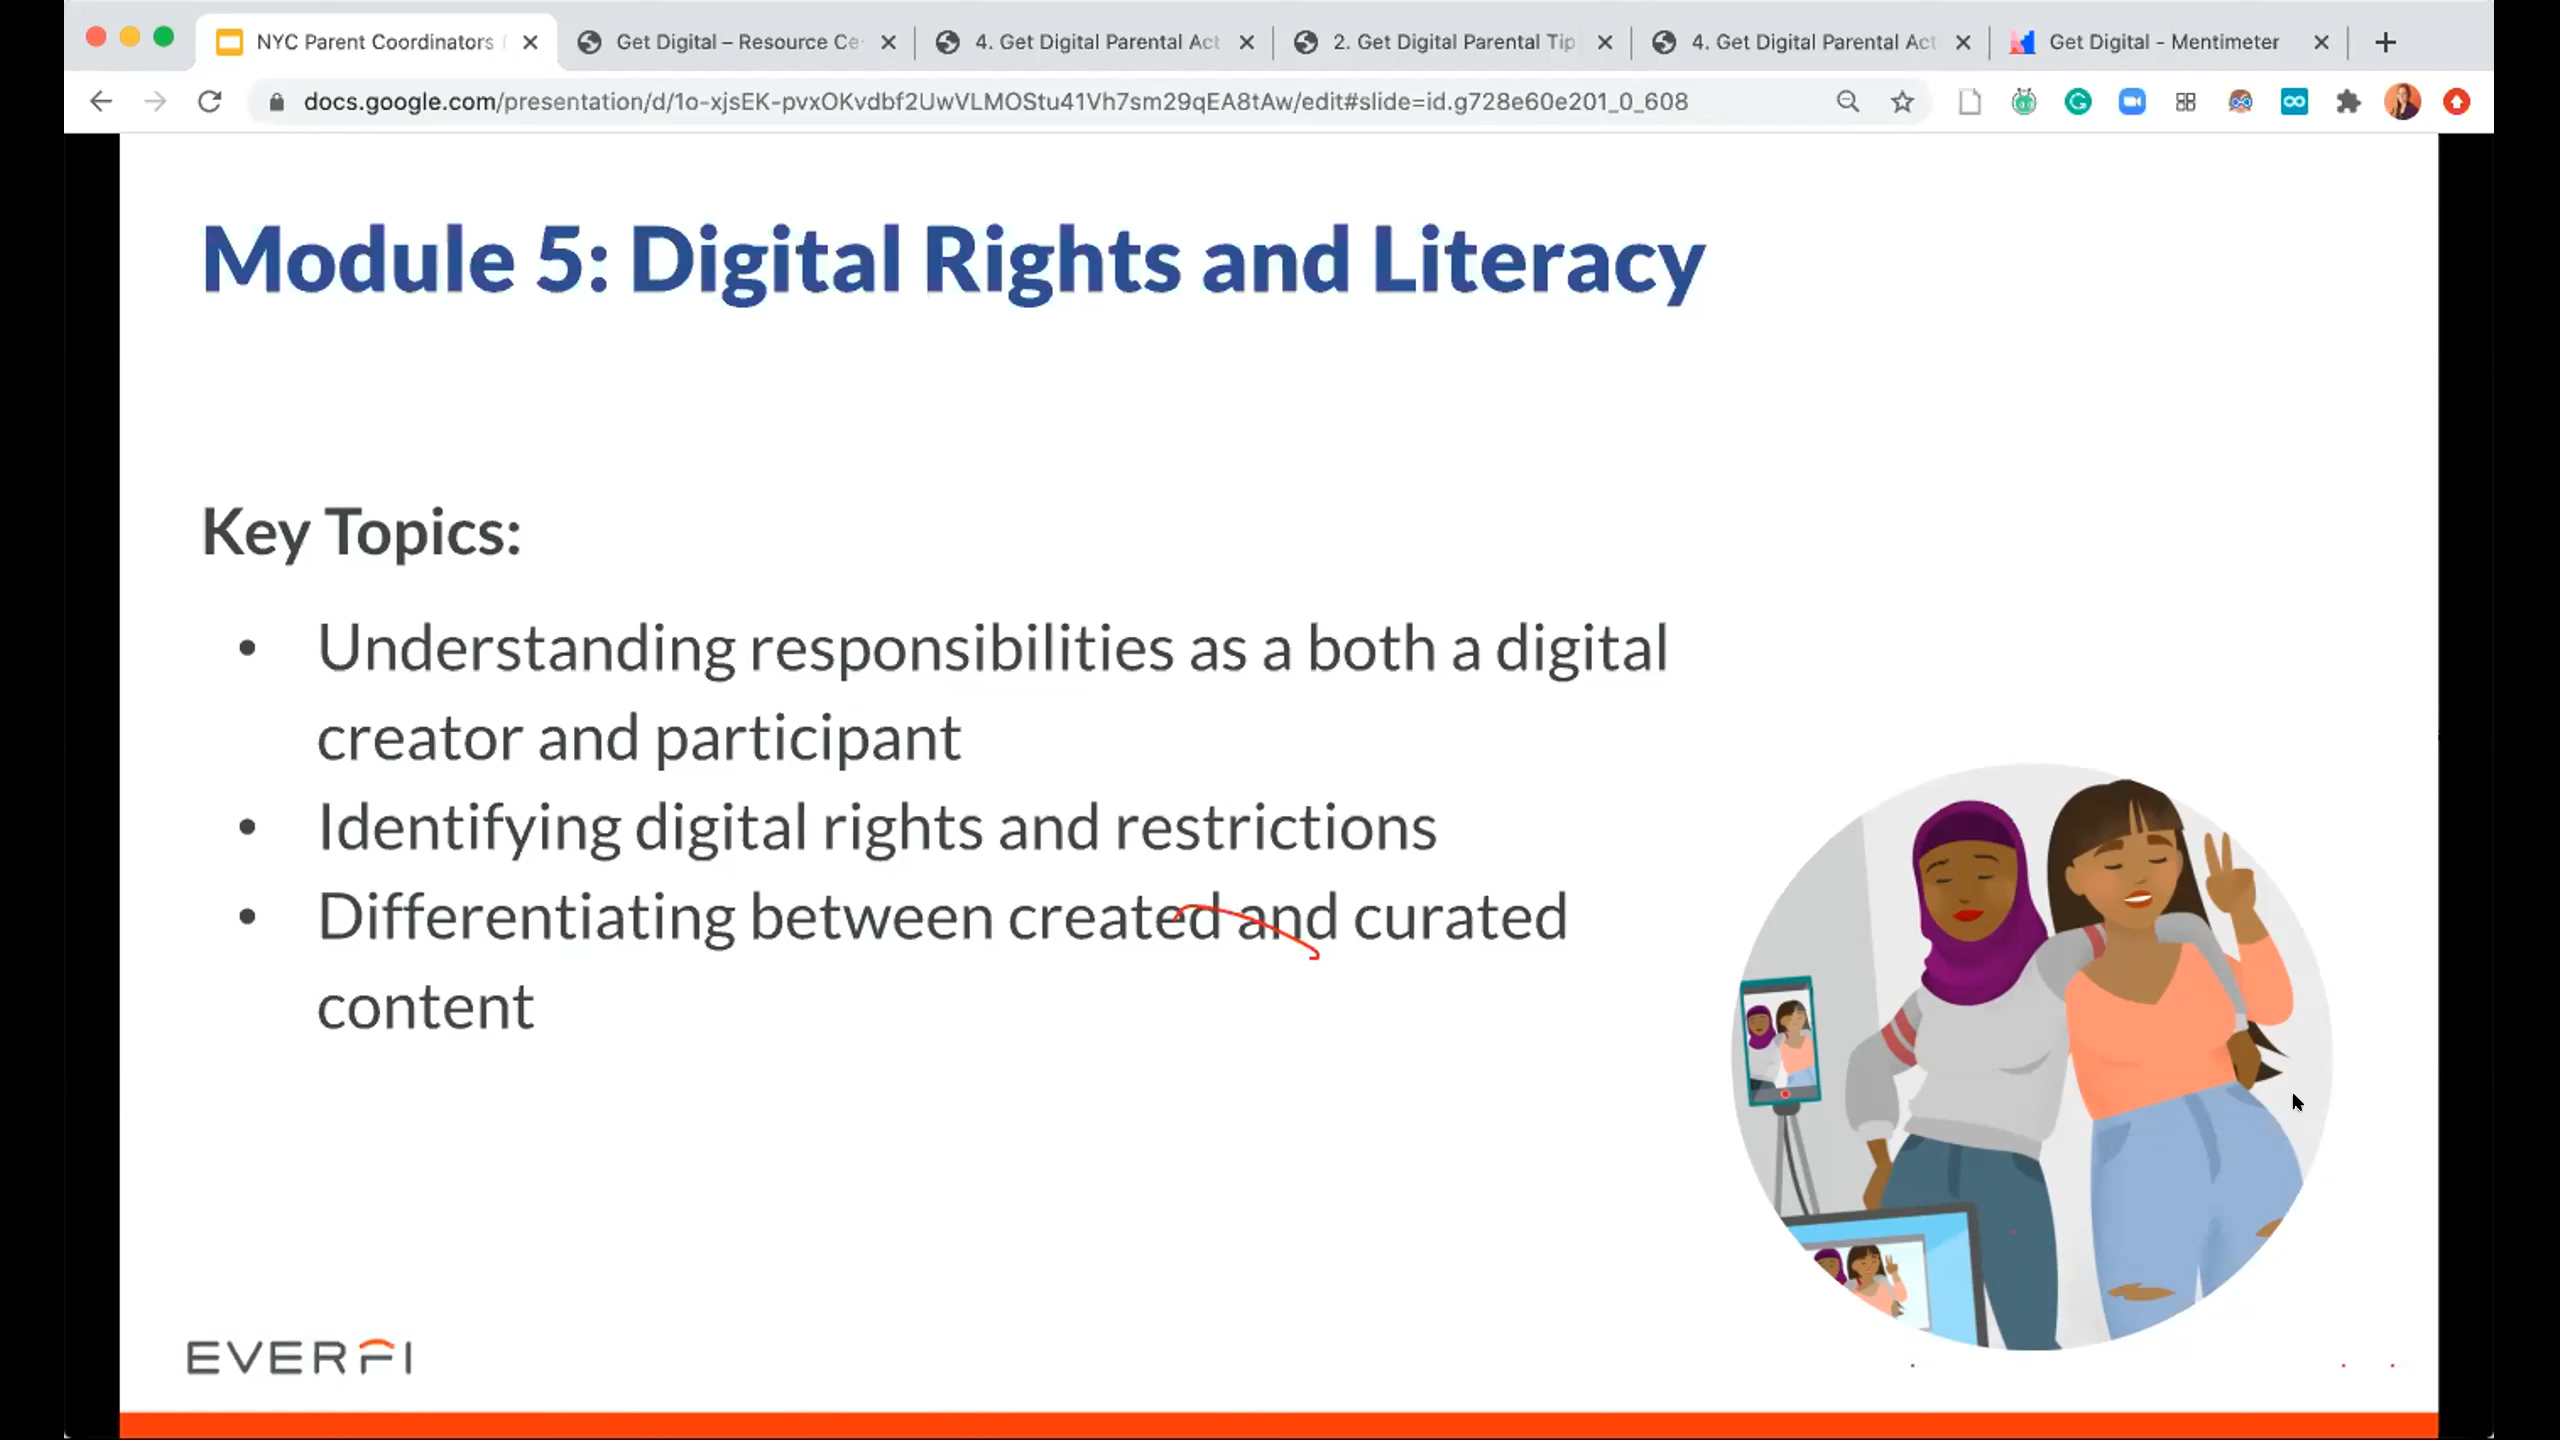 NYC Parent Coordinators
Get Digital – Resource Ce
4. Get Digital Parental Act
2. Get Digital Parental Tip
4. Get Digital Parental Act
Get Digital - Mentimeter
docs.google.com/presentation/d/1o-xjsEK-pvxOKvdbf2UwVLMOStu41Vh7sm29qEA8tAw/edit#slide=id.g728e60e201_0_608
Module 5: Digital Rights and Literacy
Key Topics:
• Understanding responsibilities as a both a digital
creator and participant
• Identifying digital rights and restrictions
• Differentiating between created and curated
content
EVERFI